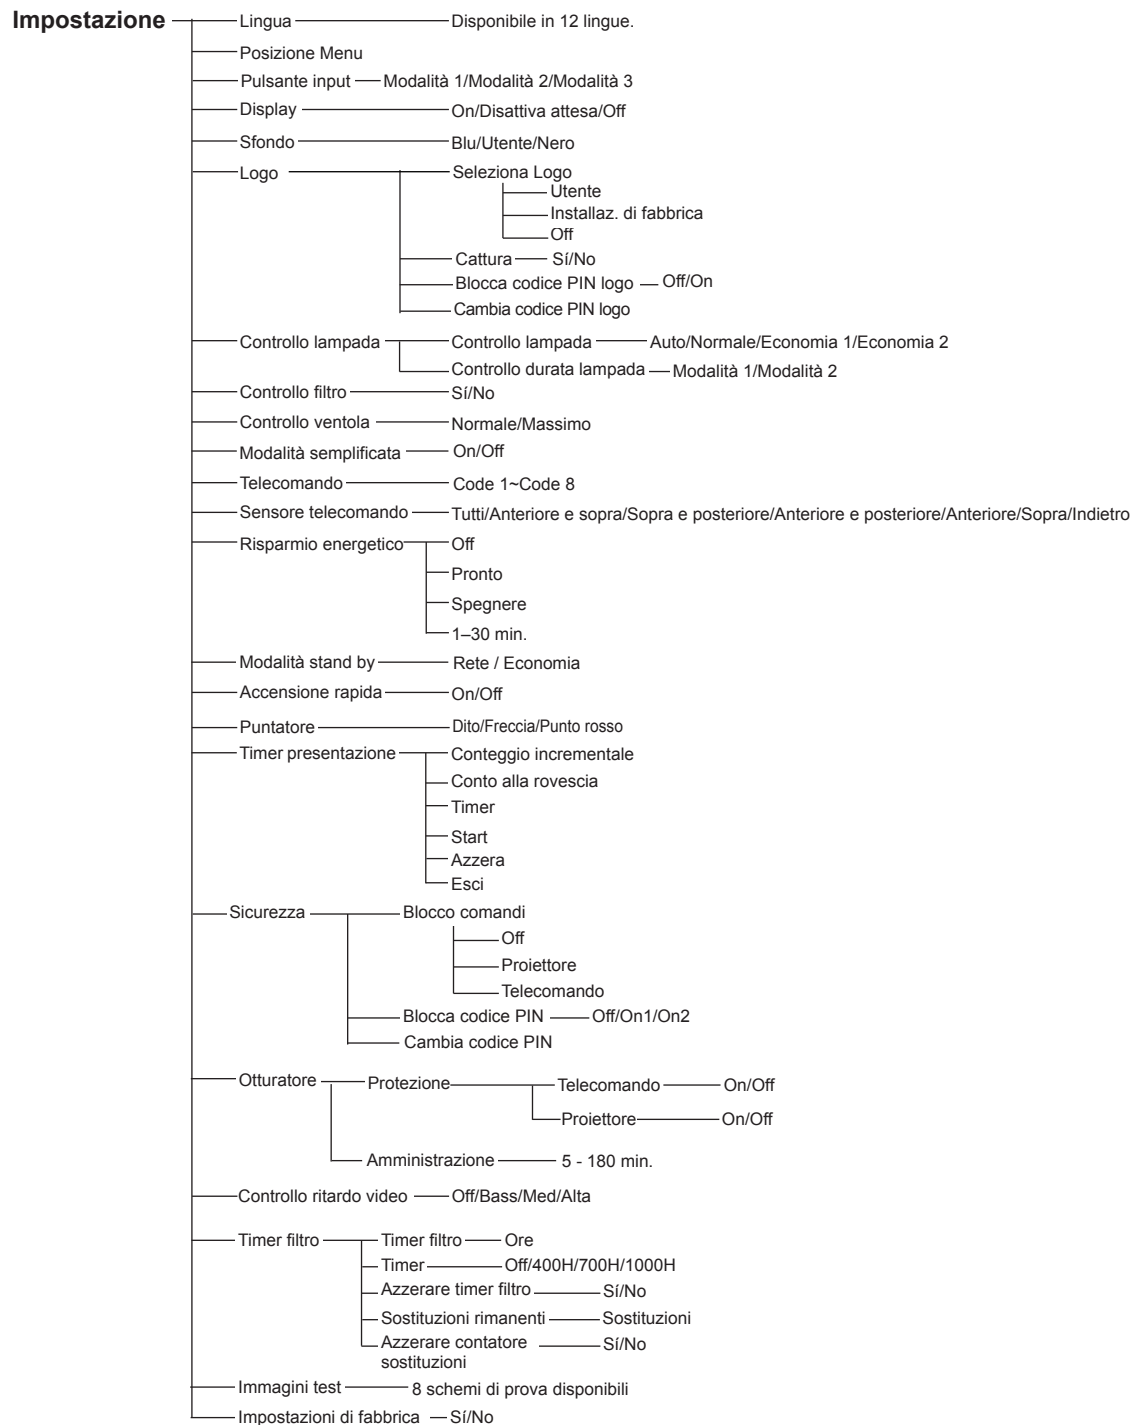 Impostazione Lingua Disponibile in 12 lingue.
Posizione Menu
Pulsante input Modalità 1/Modalità 2/Modalità 3
Display On/Disattiva attesa/Off
Sfondo Blu/Utente/Nero
Logo Seleziona Logo
Utente
Installaz. di fabbrica
Off
Cattura Sí/No
Blocca codice PIN logo Off/On
Cambia codice PIN logo
Controllo lampada Controllo lampada Auto/Normale/Economia 1/Economia 2
Controllo durata lampada Modalità 1/Modalità 2
Controllo filtro Sí/No
Controllo ventola Normale/Massimo
Modalità semplificata On/Off
Telecomando Code 1~Code 8
Sensore telecomando Tutti/Anteriore e sopra/Sopra e posteriore/Anteriore e posteriore/Anteriore/Sopra/Indietro
Risparmio energetico Off
Pronto
Spegnere
1–30 min.
Modalità stand by Rete / Economia
Accensione rapida On/Off
Puntatore Dito/Freccia/Punto rosso
Timer presentazione Conteggio incrementale
Conto alla rovescia
Timer
Start
Azzera
Esci
Sicurezza Blocco comandi
Off
Proiettore
Telecomando
Blocca codice PIN Off/On1/On2
Cambia codice PIN
Otturatore Protezione Telecomando On/Off
Proiettore On/Off
Amministrazione 5 - 180 min.
Controllo ritardo video Off/Bass/Med/Alta
Timer filtro Timer filtro Ore
Timer Off/400H/700H/1000H
Azzerare timer filtro Sí/No
Sostituzioni rimanenti Sostituzioni
Azzerare contatore Sí/No
sostituzioni
Immagini test 8 schemi di prova disponibili
Impostazioni di fabbrica Sí/No